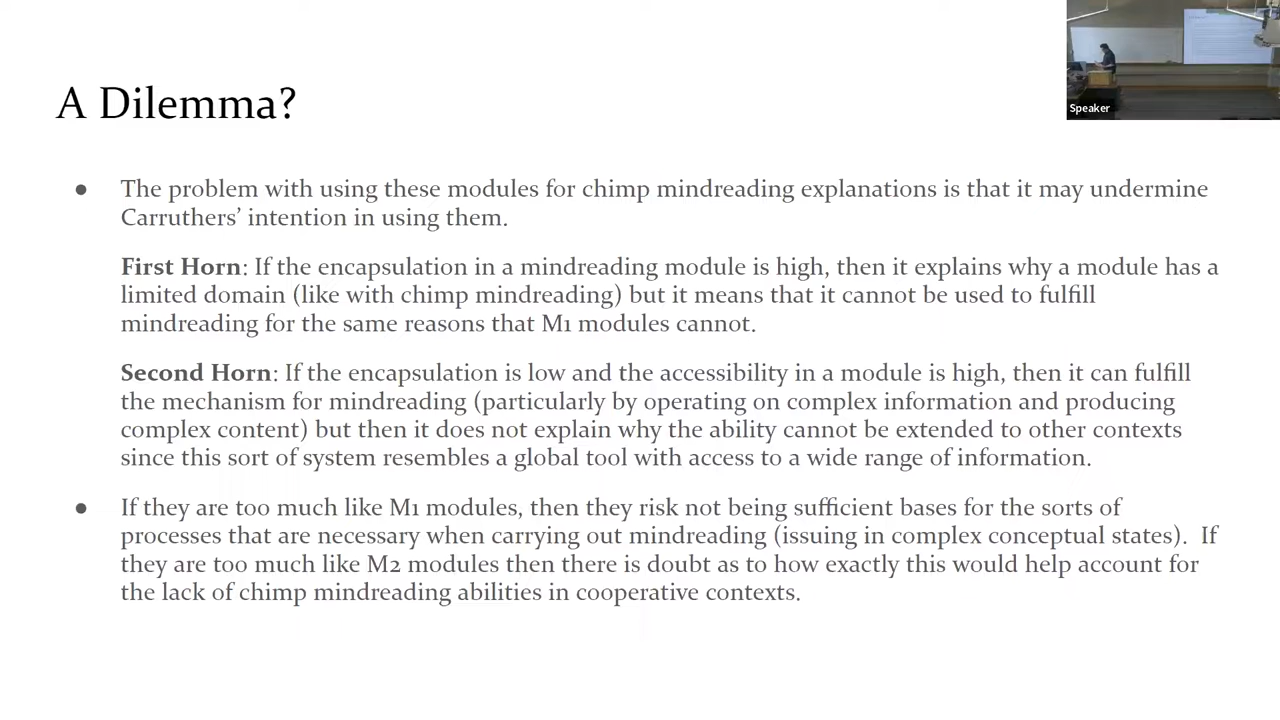 Speaker
A Dilemma?
● The problem with using these modules for chimp mindreading explanations is that it may undermine
Carruthers’ intention in using them.
First Horn: If the encapsulation in a mindreading module is high, then it explains why a module has a
limited domain (like with chimp mindreading) but it means that it cannot be used to fulfill
mindreading for the same reasons that M1 modules cannot.
Second Horn: If the encapsulation is low and the accessibility in a module is high, then it can fulfill
the mechanism for mindreading (particularly by operating on complex information and producing
complex content) but then it does not explain why the ability cannot be extended to other contexts
since this sort of system resembles a global tool with access to a wide range of information.
● If they are too much like M1 modules, then they risk not being sufficient bases for the sorts of
processes that are necessary when carrying out mindreading (issuing in complex conceptual states).  If
they are too much like M2 modules then there is doubt as to how exactly this would help account for
the lack of chimp mindreading abilities in cooperative contexts.